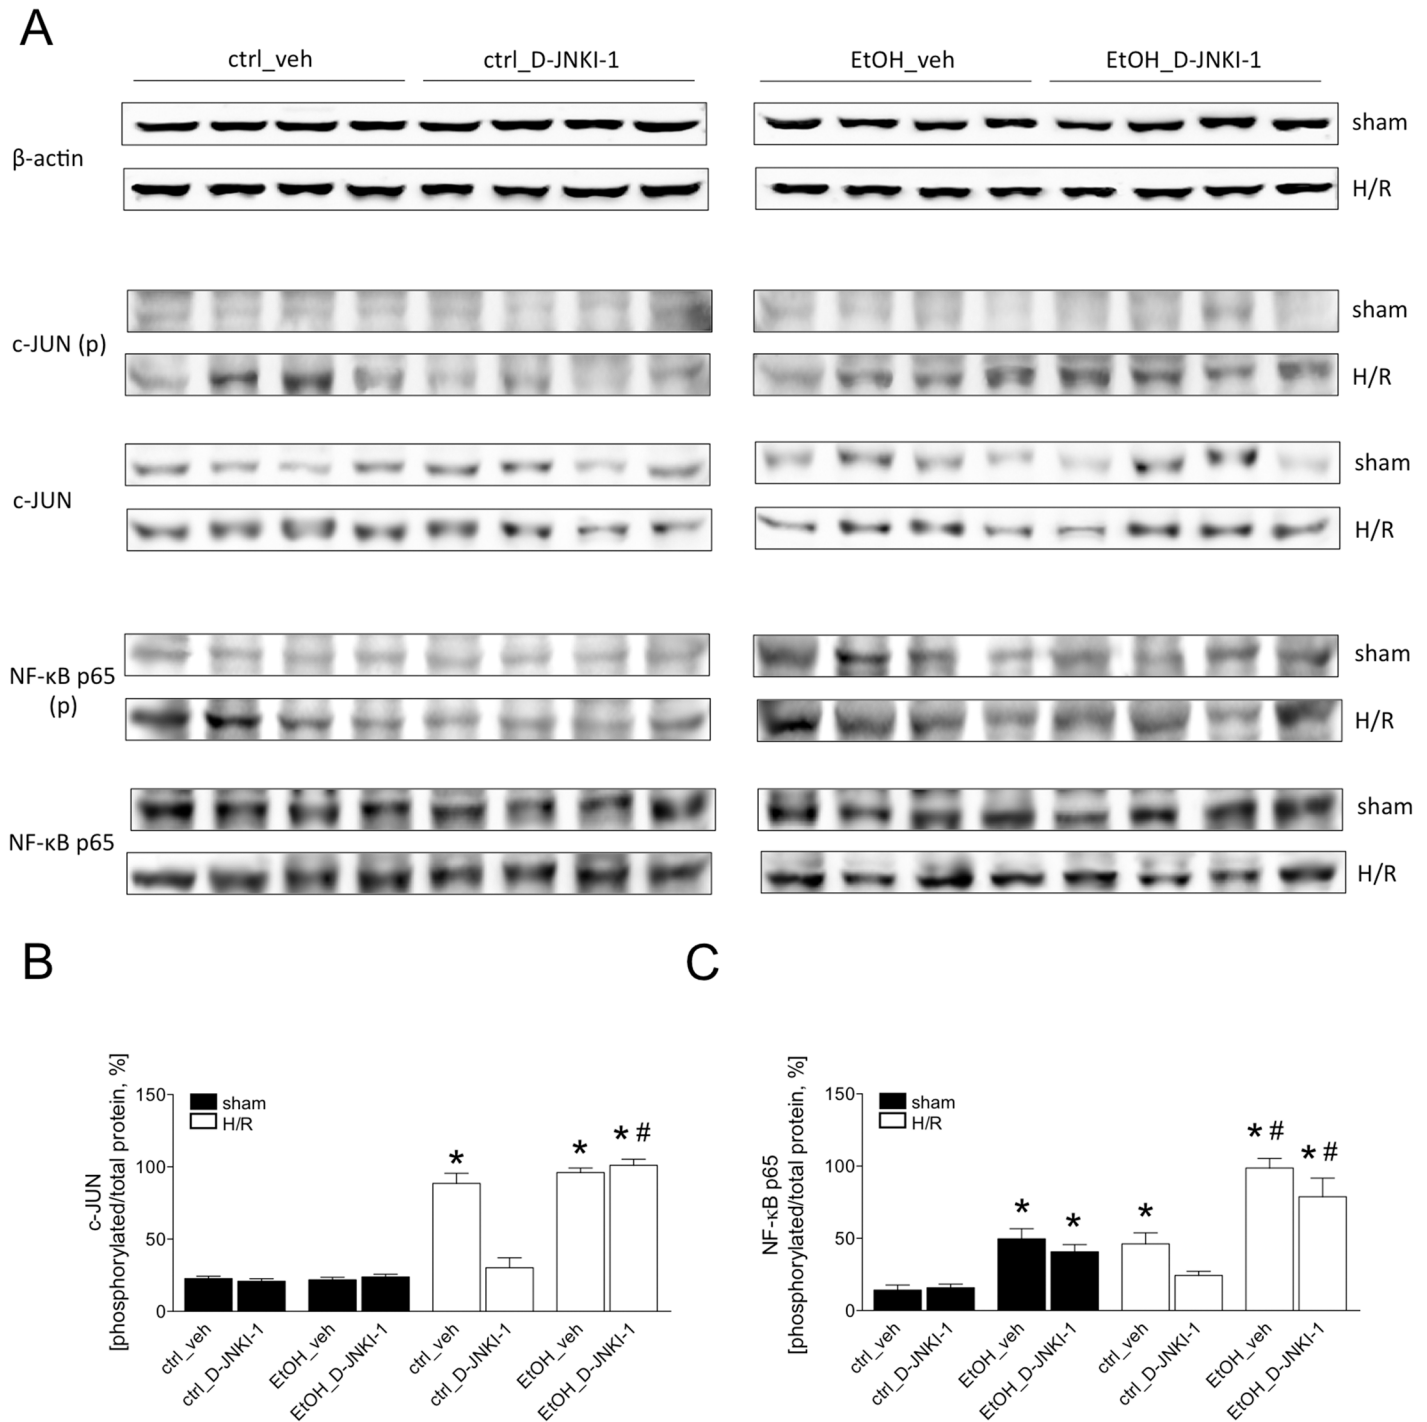 A
ctrl_veh
ctrl_D-JNKI-1
EtOH_veh
EtOH_D-JNKI-1
β-actin
sham
H/R
c-JUN (p)
sham
H/R
c-JUN
sham
H/R
NF-κB p65
(p)
sham
H/R
NF-κB p65
sham
H/R
B
c-JUN
[phosphorylated/total protein, %]
150
100
50
0
sham
H/R
*
*
* #
ctrl_veh
ctrl_D-JNKI-1
EtOH_veh
EtOH_D-JNKI-1
ctrl_veh
ctrl_D-JNKI-1
EtOH_veh
EtOH_D-JNKI-1
C
NF-κB p65
[phosphorylated/total protein, %]
150
100
50
0
sham
H/R
*
*
*
* #
* #
ctrl_veh
ctrl_D-JNKI-1
EtOH_veh
EtOH_D-JNKI-1
ctrl_veh
ctrl_D-JNKI-1
EtOH_veh
EtOH_D-JNKI-1